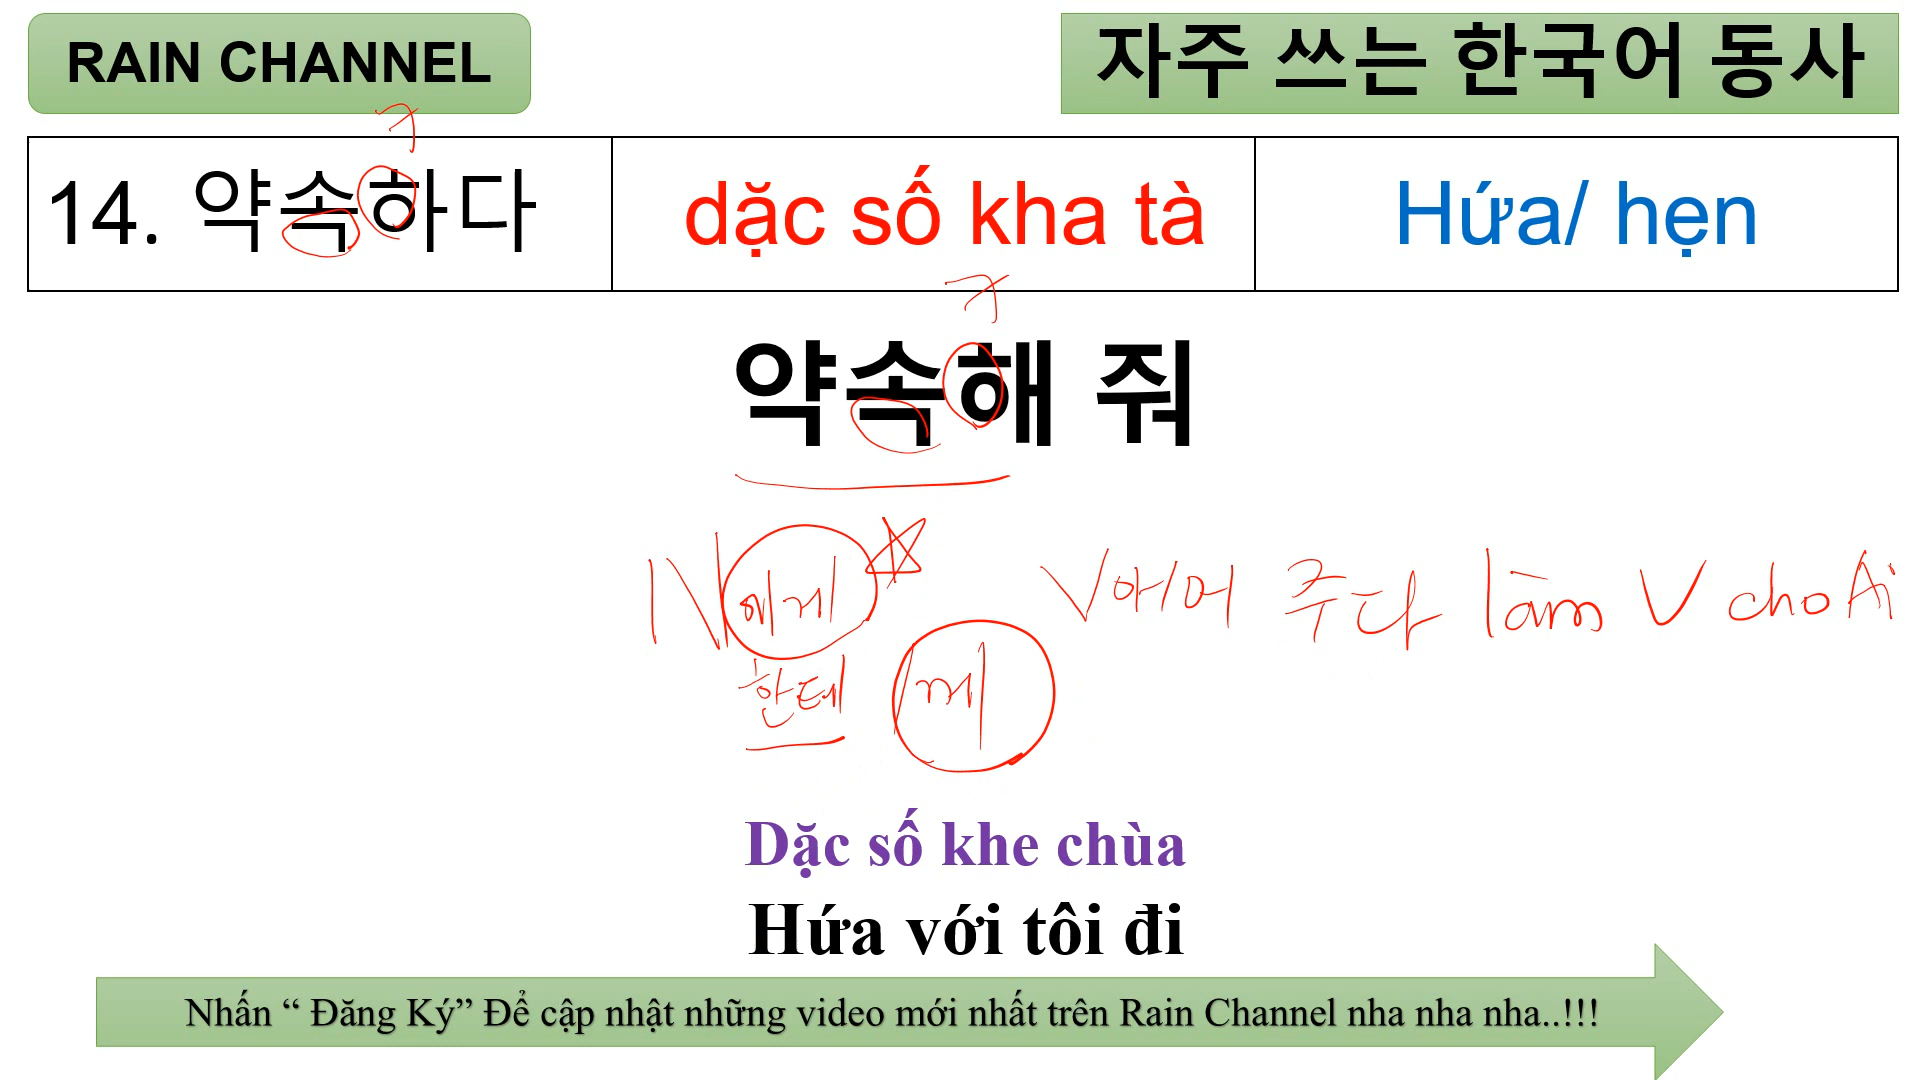 RAIN CHANNEL
자주 쓰는 한국어 동사
ㅋ
14. 약속하다
dặc số kha tà
Hứa/ hẹn
ㅋ
약속해 줘
N에게
V아/어 주다 làm V cho Ai
한테
/께
Dặc số khe chùa
Hứa với tôi đi
Nhấn “ Đăng Ký” Để cập nhật những video mới nhất trên Rain Channel nha nha nha..!!!